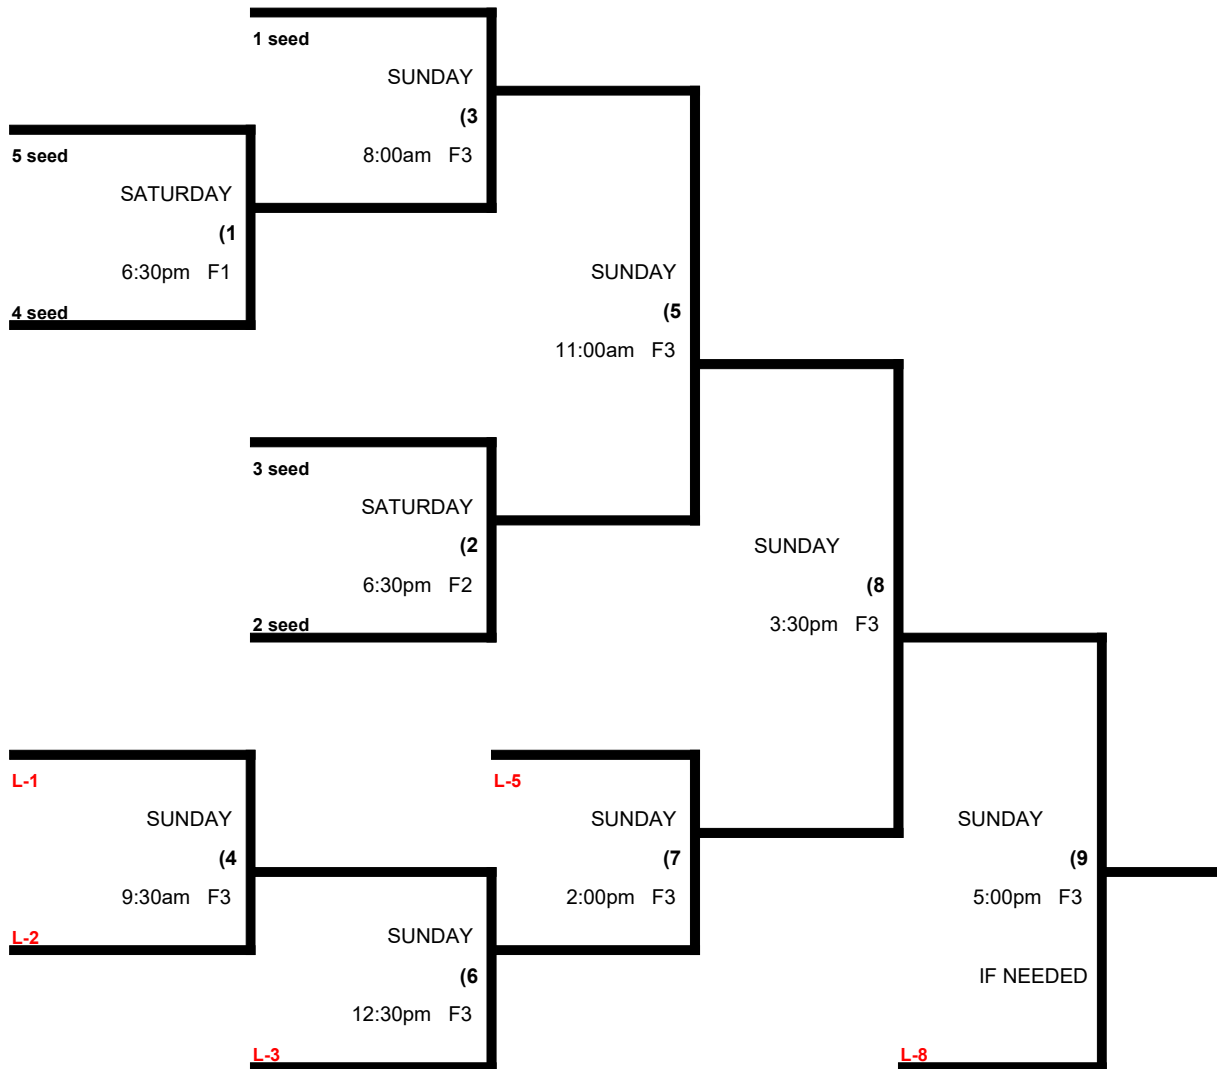 1 seed
SUNDAY
(3
8:00am F3
5 seed
SATURDAY
(1
6:30pm F1
4 seed
SUNDAY
(5
11:00am F3
3 seed
SATURDAY
(2
6:30pm F2
2 seed
SUNDAY
(8
3:30pm F3
L-1
SUNDAY
(4
9:30am F3
L-2
L-5
SUNDAY
(7
2:00pm F3
SUNDAY
(6
12:30pm F3
L-3
SUNDAY
(9
5:00pm F3
IF NEEDED
L-8